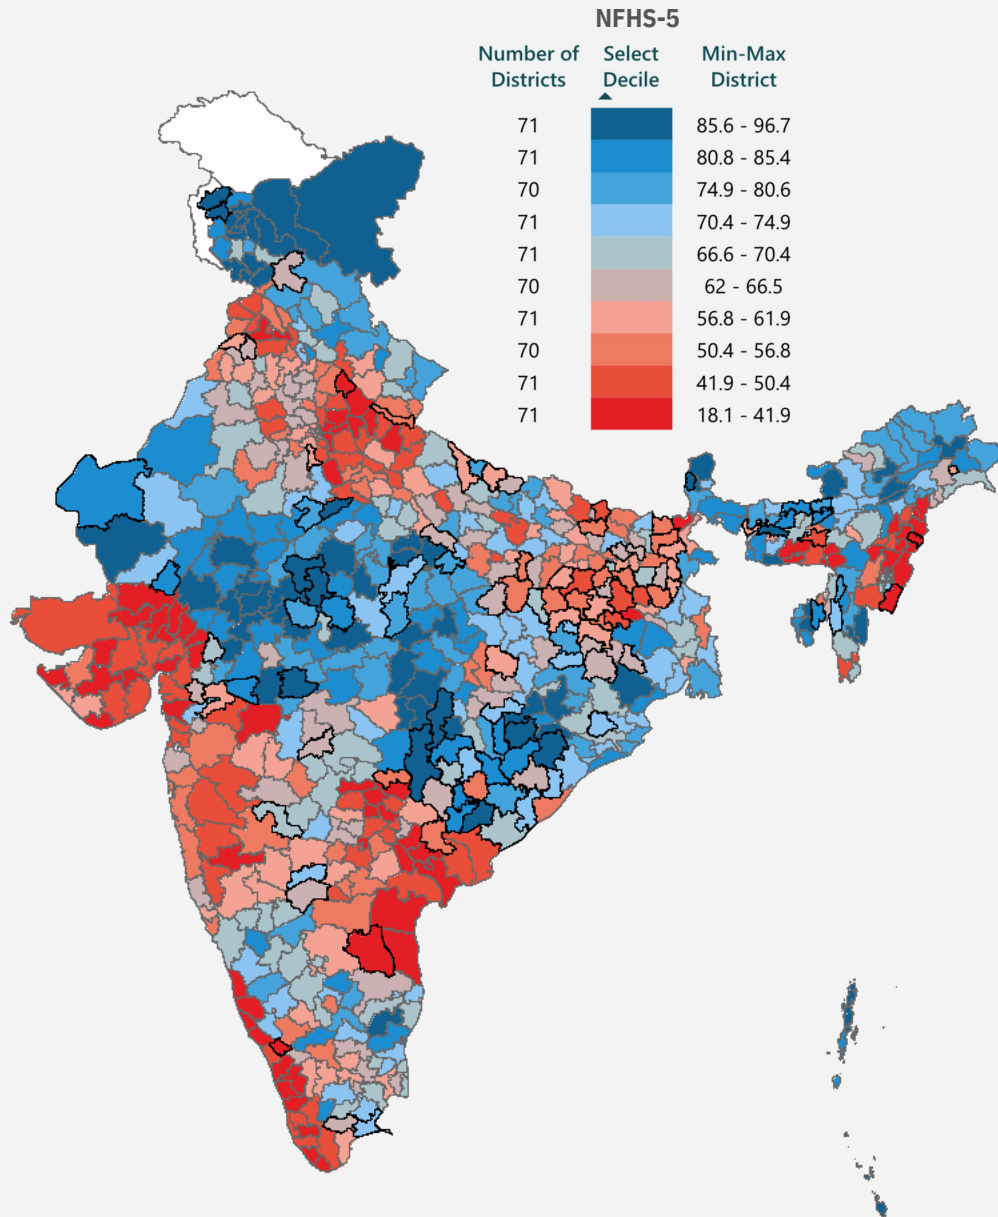 NFHS-5
Number of Districts Select Decile Min-Max District
71 85.6 - 96.7
71 80.8 - 85.4
70 74.9 - 80.6
71 70.4 - 74.9
71 66.6 - 70.4
70 62 - 66.5
71 56.8 - 61.9
70 50.4 - 56.8
71 41.9 - 50.4
71 18.1 - 41.9